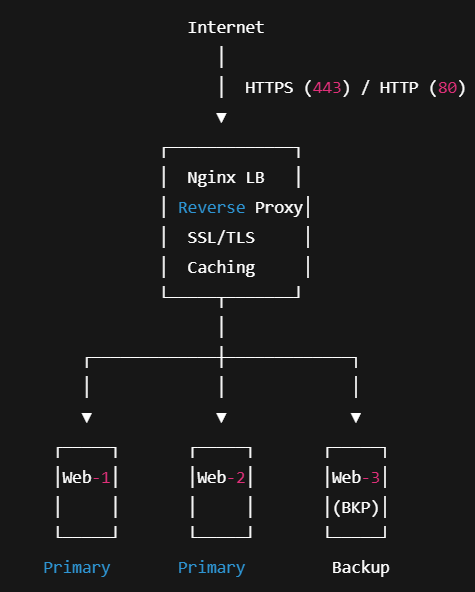 Internet
HTTPS (443) / HTTP (80)
Nginx LB
Reverse Proxy
SSL/TLS
Caching
Web-1 Web-2 Web-3
(BKP)
Primary Primary Backup